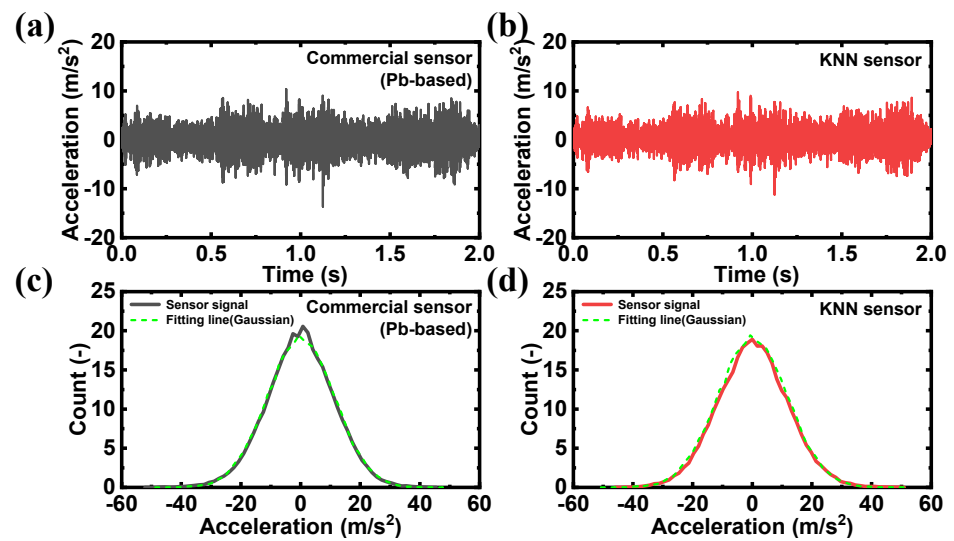 (a)
20
10
0
-10
-20
Acceleration (m/s²)
Commercial sensor
(Pb-based)
0.0 0.5 1.0 1.5 2.0
Time (s)
(b)
20
10
0
-10
-20
Acceleration (m/s²)
KNN sensor
0.0 0.5 1.0 1.5 2.0
Time (s)
(c)
25
20
15
10
5
0
Count (-)
Sensor signal
Fitting line(Gaussian)
Commercial sensor
(Pb-based)
-60 -40 -20 0 20 40 60
Acceleration (m/s²)
(d)
25
20
15
10
5
0
Count (-)
Sensor signal
Fitting line(Gaussian)
KNN sensor
-60 -40 -20 0 20 40 60
Acceleration (m/s²)